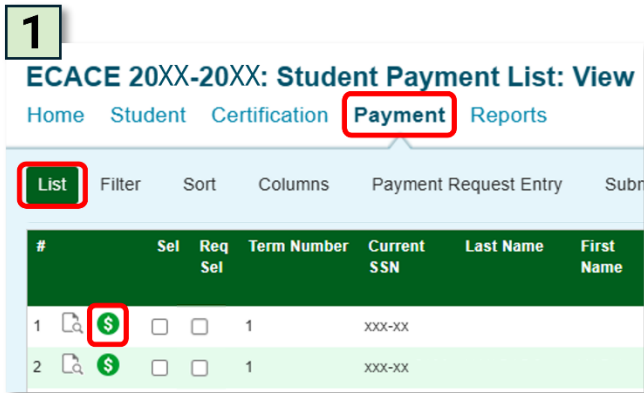 1
ECACE 20XX-20XX: Student Payment List: View
Home Student Certification Payment Reports
List Filter Sort Columns Payment Request Entry
# Sel Req Sel Term Number Current SSN Last Name First Name
1 $ 1 xxx-xx
2 $ 1 xxx-xx